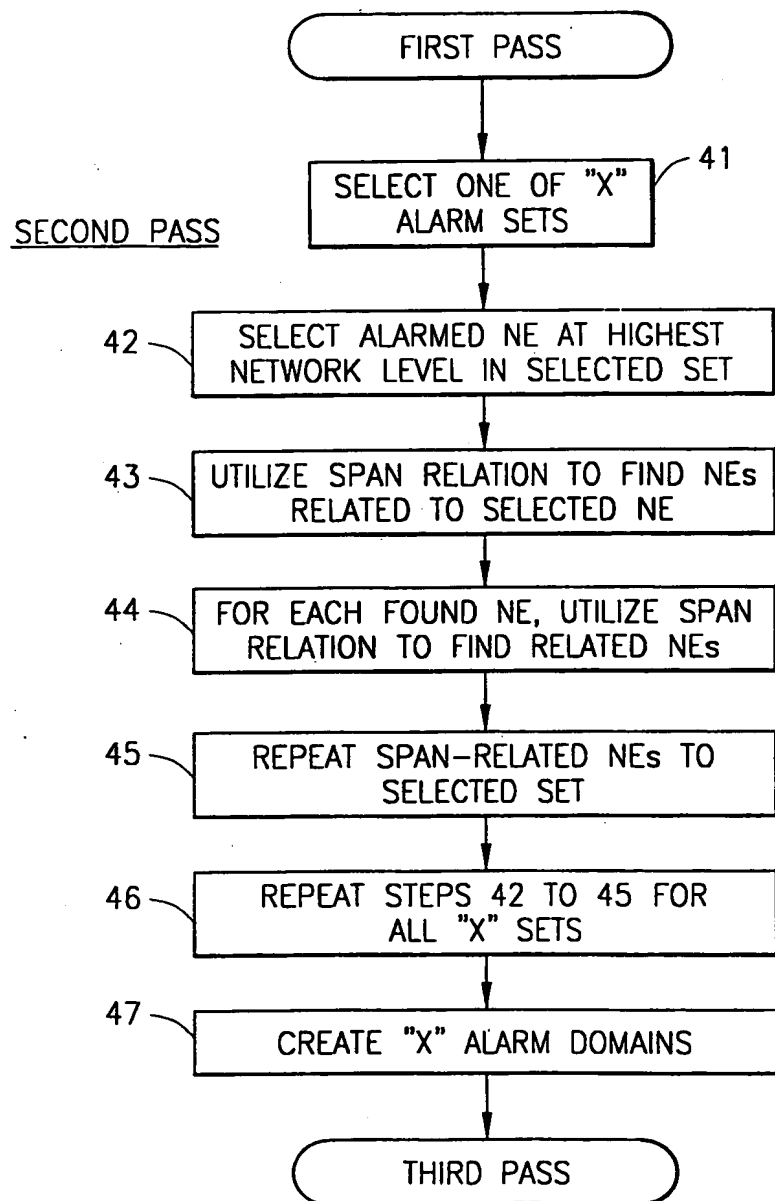 FIRST PASS
41
SELECT ONE OF "X"
ALARM SETS
SECOND PASS
42
SELECT ALARMED NE AT HIGHEST
NETWORK LEVEL IN SELECTED SET
43
UTILIZE SPAN RELATION TO FIND NEs
RELATED TO SELECTED NE
44
FOR EACH FOUND NE, UTILIZE SPAN
RELATION TO FIND RELATED NEs
45
REPEAT SPAN-RELATED NEs TO
SELECTED SET
46
REPEAT STEPS 42 TO 45 FOR
ALL "X" SETS
47
CREATE "X" ALARM DOMAINS
THIRD PASS